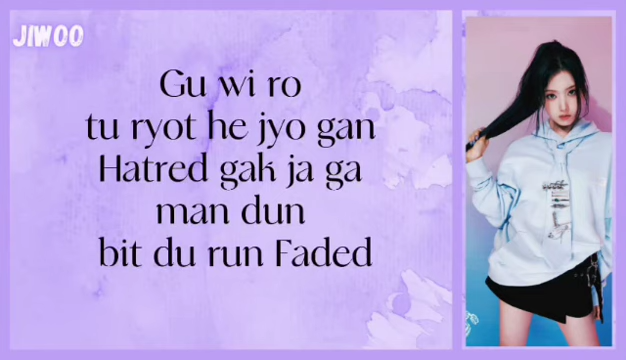 JIWOO
Gu wi ro
tu ryot he jyo gan
Hatred gak ja ga
man dun
bit du run Faded